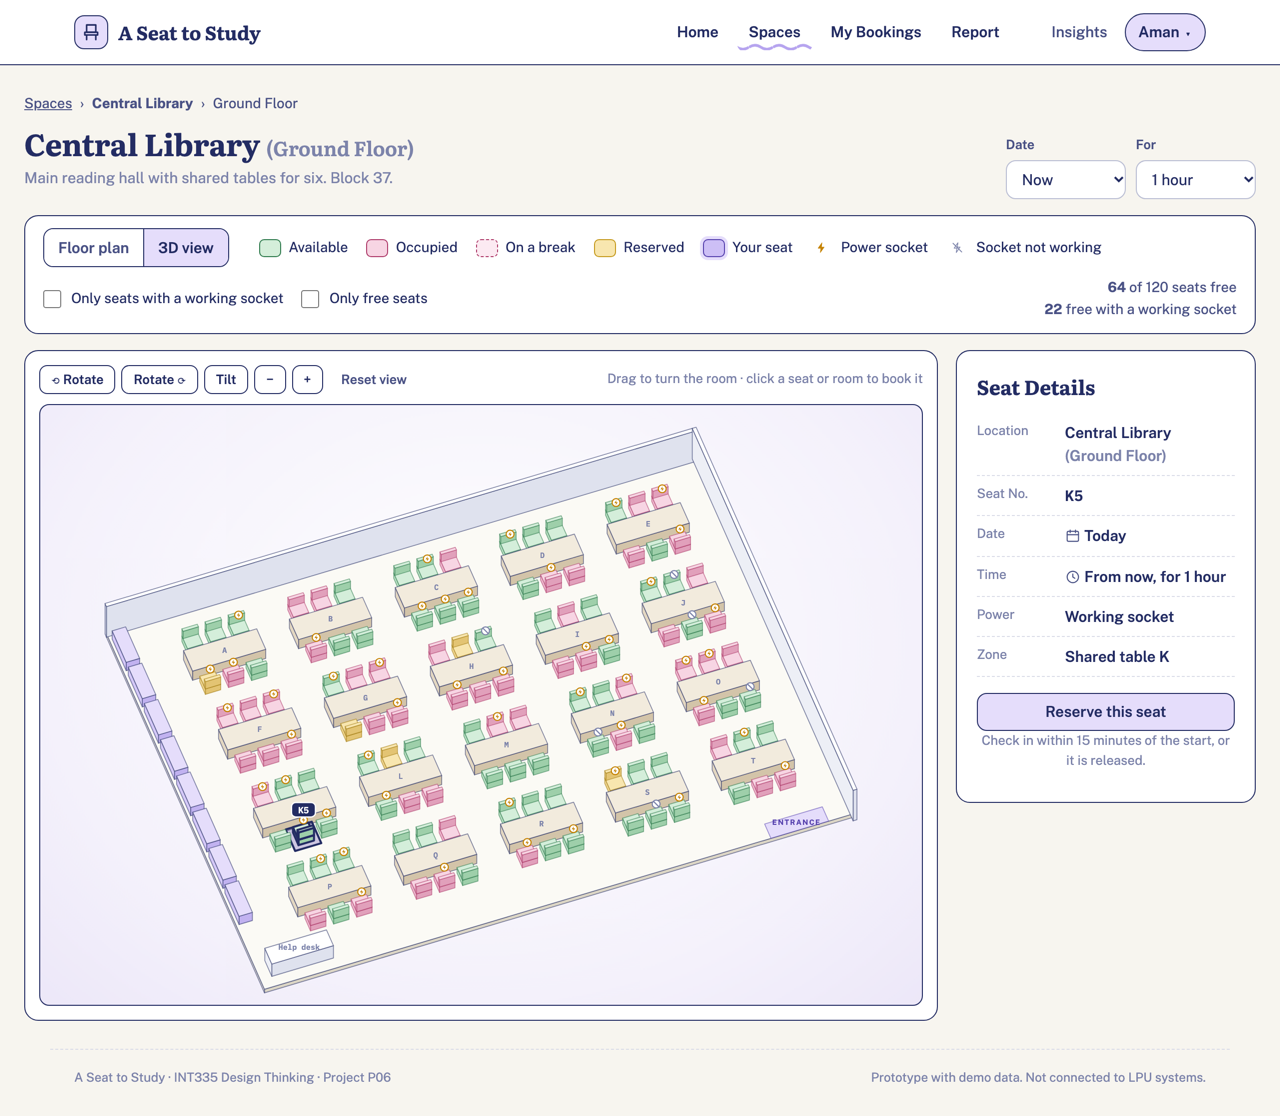 A Seat to Study
Home Spaces My Bookings Report Insights Aman
Spaces › Central Library › Ground Floor
Central Library (Ground Floor)
Main reading hall with shared tables for six. Block 37.
Date For
Now 1 hour
Floor plan 3D view Available Occupied On a break Reserved Your seat Power socket Socket not working
Only seats with a working socket Only free seats
64 of 120 seats free
22 free with a working socket
Rotate Rotate Tilt − + Reset view
Drag to turn the room · click a seat or room to book it
E
D
C
J
B
I
A
H
O
G
N
F
M
T
L
S
K5
R
ENTRANCE
Q
P
Help desk
Seat Details
Location Central Library
(Ground Floor)
Seat No. K5
Date Today
Time From now, for 1 hour
Power Working socket
Zone Shared table K
Reserve this seat
Check in within 15 minutes of the start, or
it is released.
A Seat to Study · INT335 Design Thinking · Project P06
Prototype with demo data. Not connected to LPU systems.